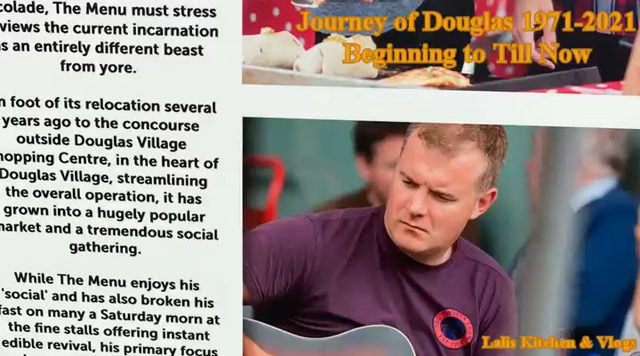 colade, The Menu must stress
views the current incarnation
s an entirely different beast
from yore.
n foot of its relocation several
years ago to the concourse
outside Douglas Village
hopping Centre, in the heart of
Douglas Village, streamlining
the overall operation, it has
grown into a hugely popular
market and a tremendous social
gathering.
While The Menu enjoys his
'social' and has also broken his
fast on many a Saturday morn at
the fine stalls offering instant
edible revival, his primary focus
Journey of Douglas 1971-2021
Beginning to Till Now
Lalis Kitchen & Vlogs